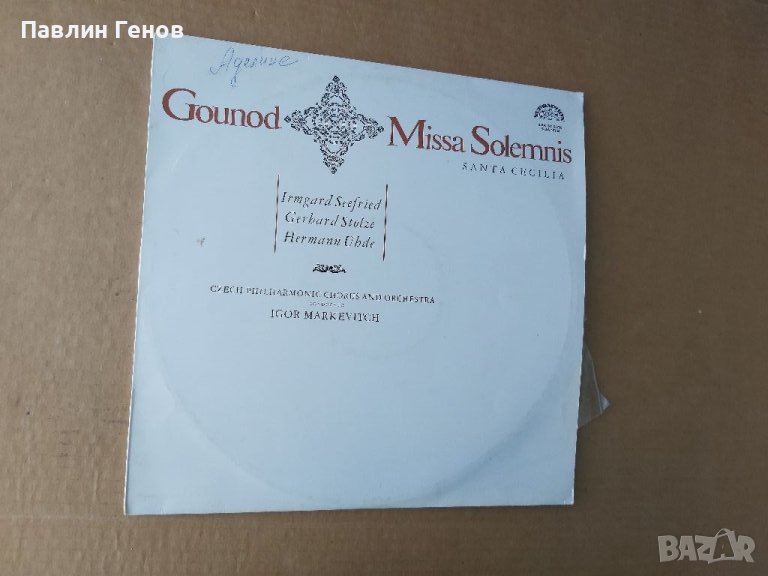 Павлин Генов
Gounod Missa Solemnis
SANTA CECILIA
Irmgard Seefried
Gerhard Stolze
Hermann Uhde
CZECH PHILHARMONIC CHORUS AND ORCHESTRA
IGOR MARKEVITCH
BAZAR